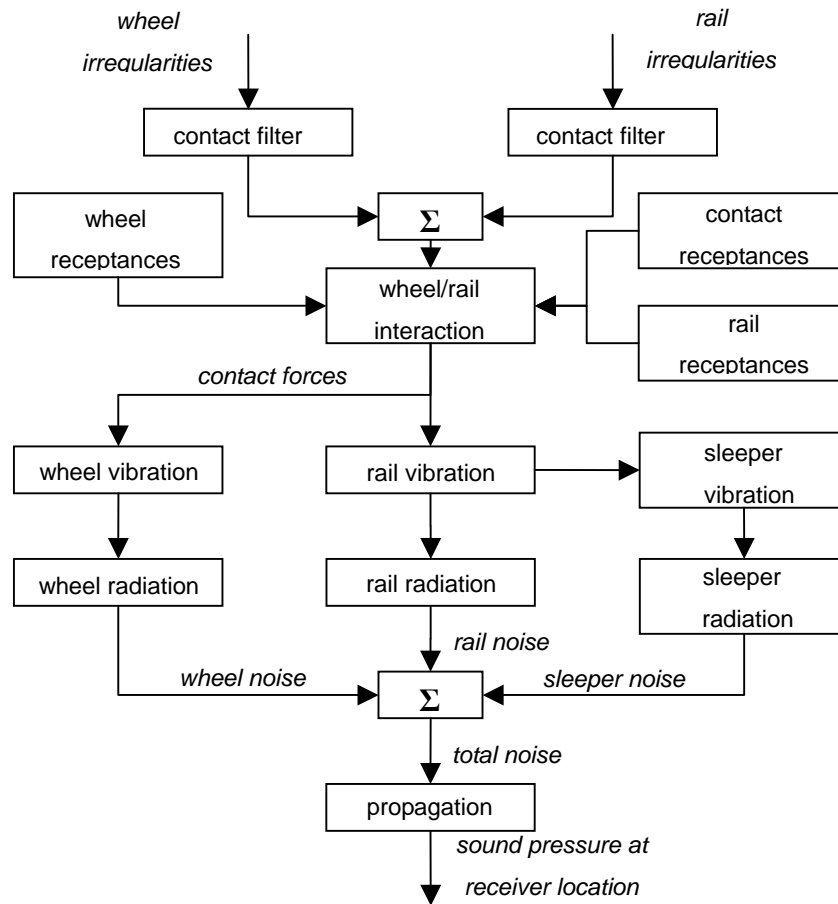 wheel
irregularities
rail
irregularities
contact filter
contact filter
Σ
wheel
receptances
contact
receptances
wheel/rail
interaction
rail
receptances
contact forces
wheel vibration
rail vibration
sleeper
vibration
wheel radiation
rail radiation
sleeper
radiation
rail noise
wheel noise
sleeper noise
Σ
total noise
propagation
sound pressure at
receiver location